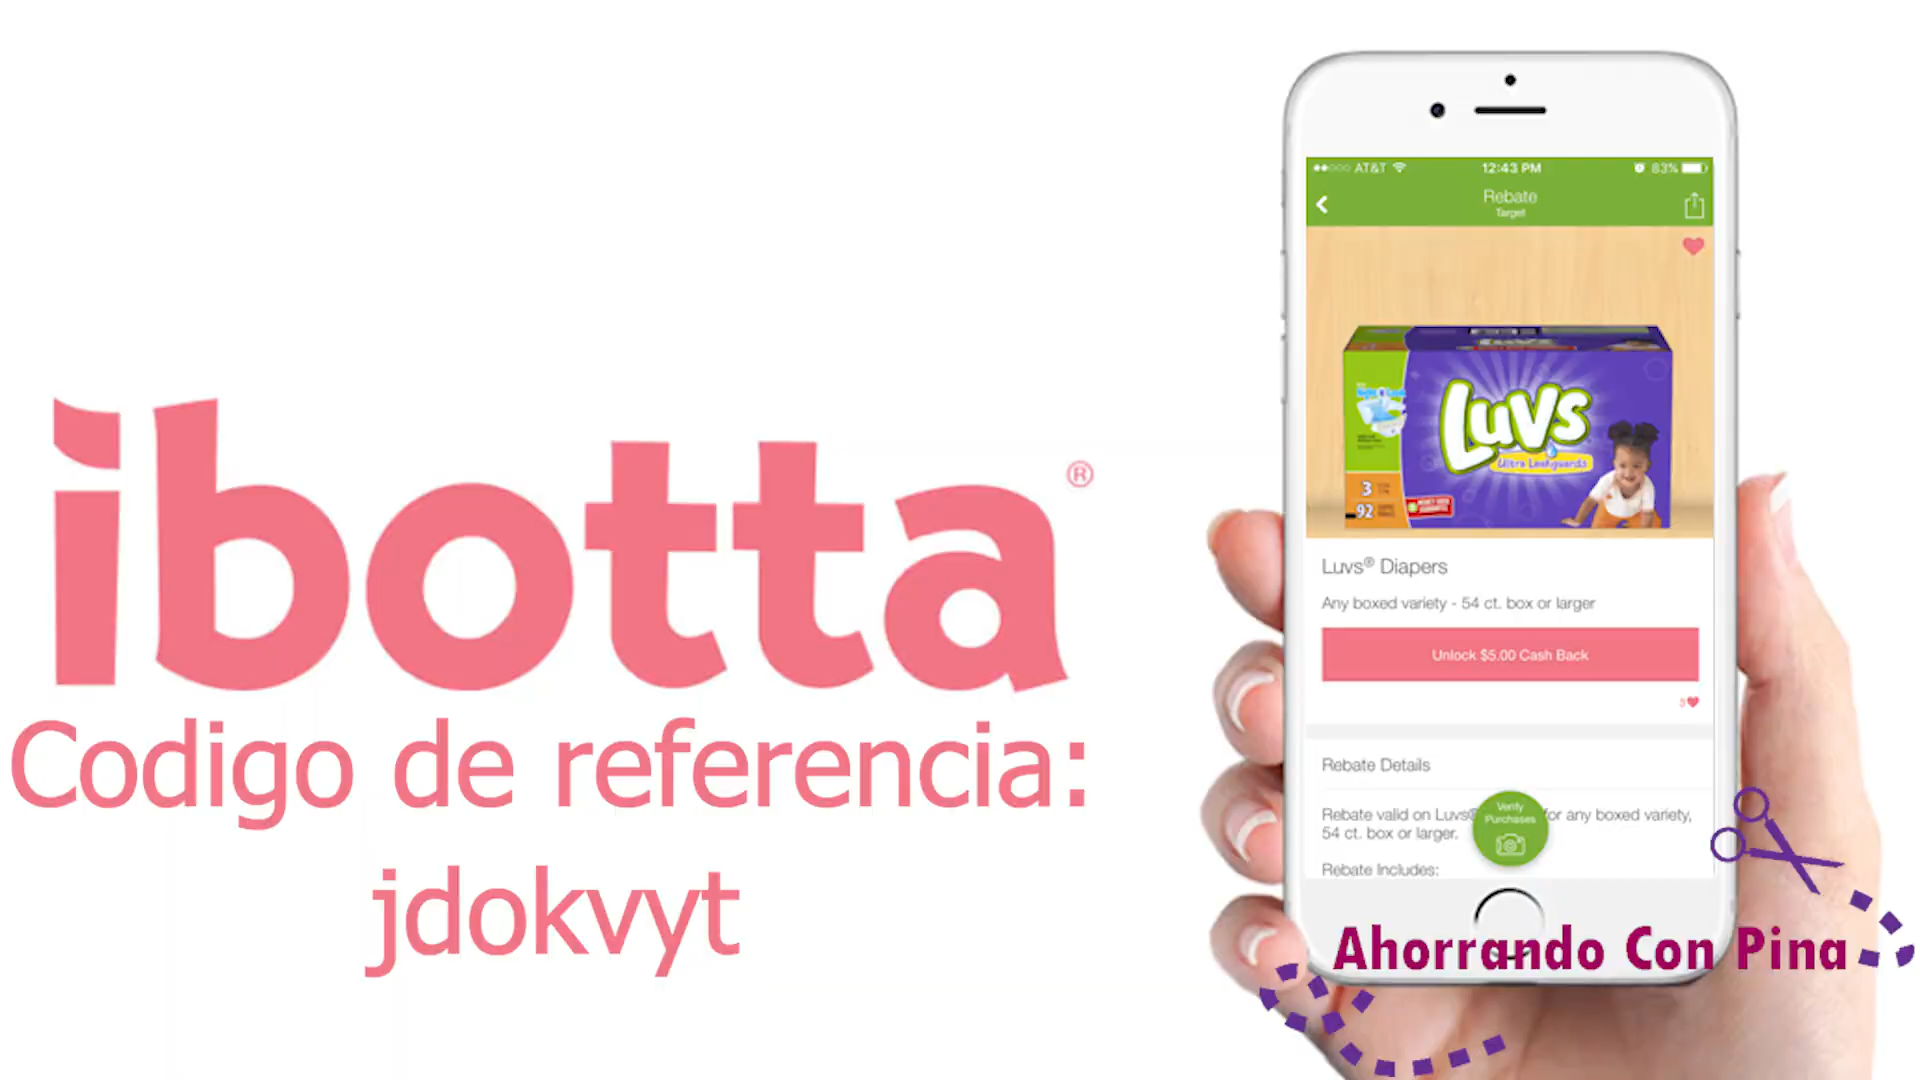 ibotta®
Codigo de referencia:
jdokvyt
AT&T 12:43 PM 83%
Rebate
Target
Luvs
Ultra Leakguards
3
92
Luvs® Diapers
Any boxed variety - 54 ct. box or larger
Unlock $5.00 Cash Back
3
Rebate Details
Verify
Purchases
Rebate valid on Luvs® for any boxed variety,
54 ct. box or larger.
Rebate Includes:
Ahorrando Con Pina